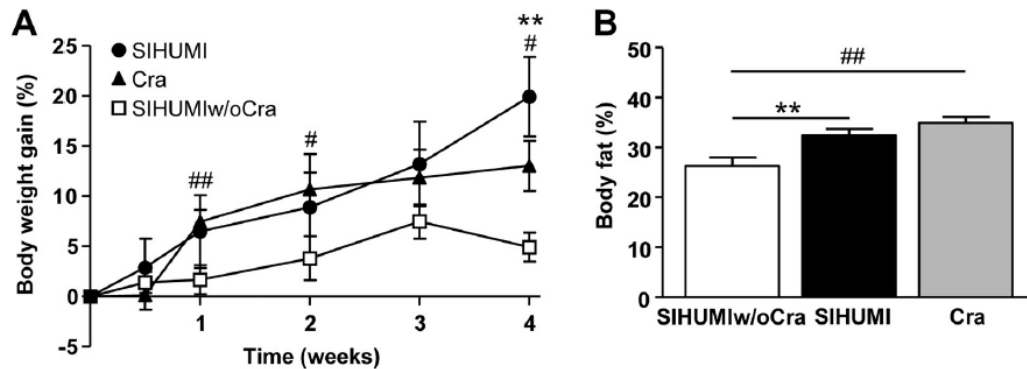 A
Body weight gain (%)
25
20
15
10
5
0
-5
SIHUMI
Cra
SIHUMIw/oCra
##
#
**
#
1
2
3
4
Time (weeks)
B
Body fat (%)
50
40
30
20
10
0
##
**
SIHUMIw/oCra
SIHUMI
Cra